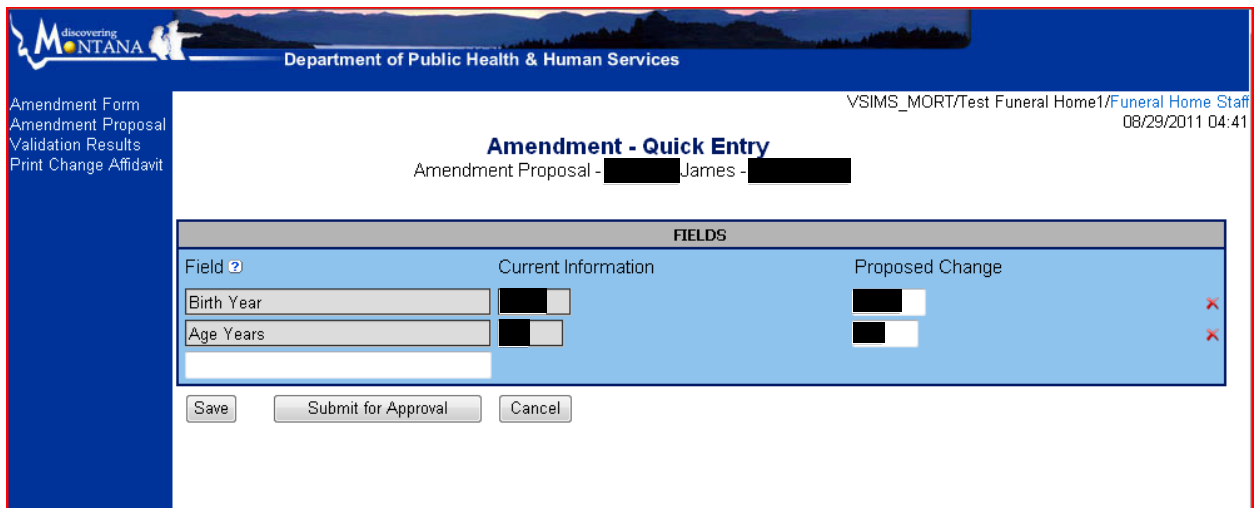 discovering
MONTANA
Department of Public Health & Human Services
VSIMS_MORT/Test Funeral Home1/Funeral Home Staff
08/29/2011 04:41
Amendment Form
Amendment Proposal
Validation Results
Print Change Affidavit
Amendment - Quick Entry
Amendment Proposal - James -
FIELDS
Field ? Current Information Proposed Change
Birth Year
Age Years
Save Submit for Approval Cancel